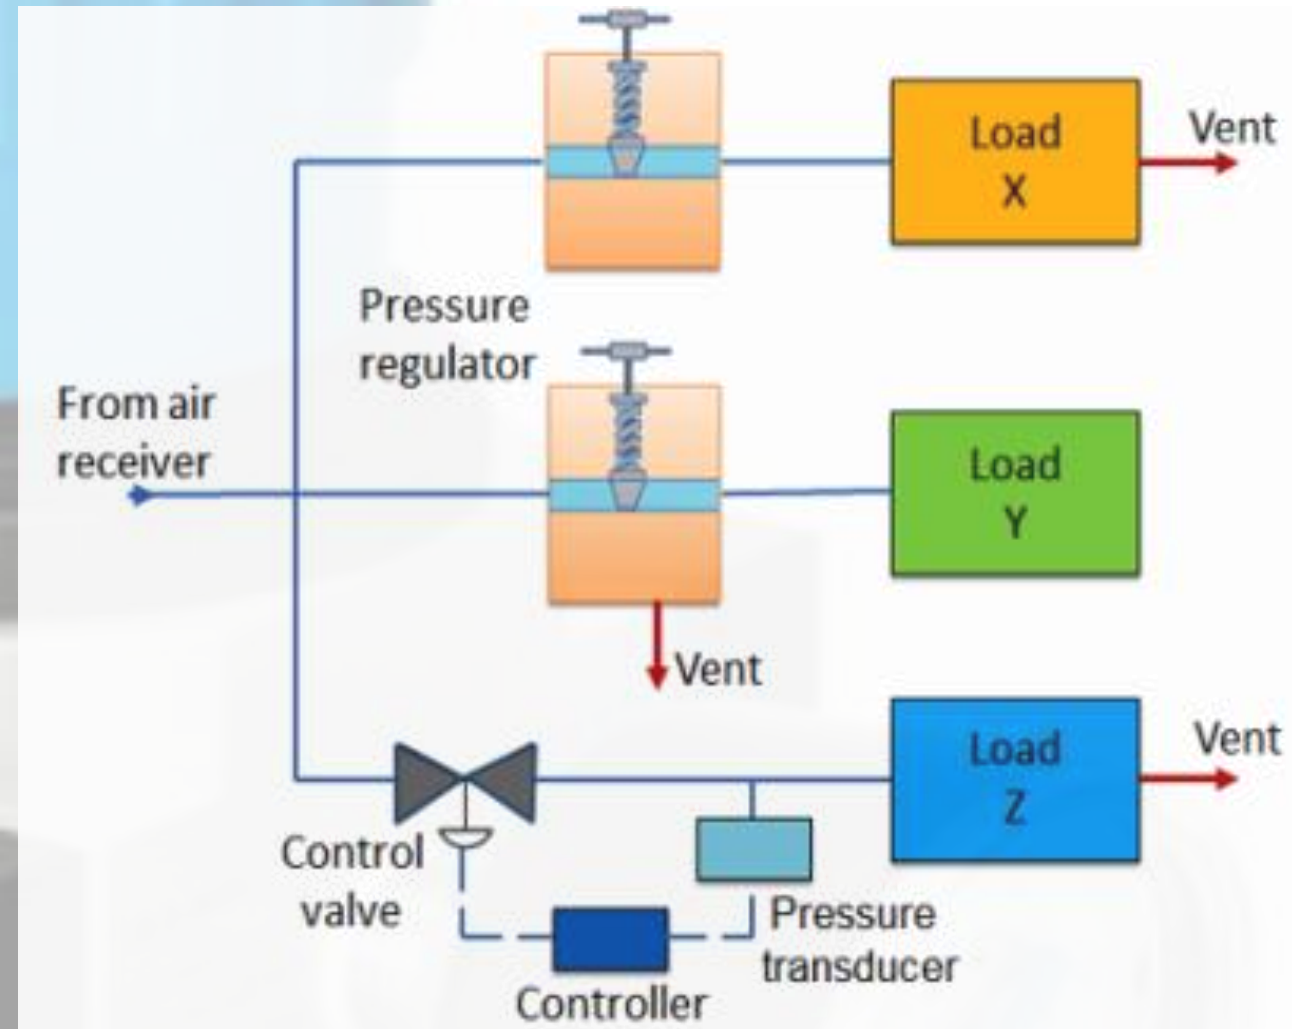 Load
X
Vent
Pressure
regulator
From air
receiver
Load
Y
Vent
Load
Z
Vent
Control
valve
Pressure
transducer
Controller